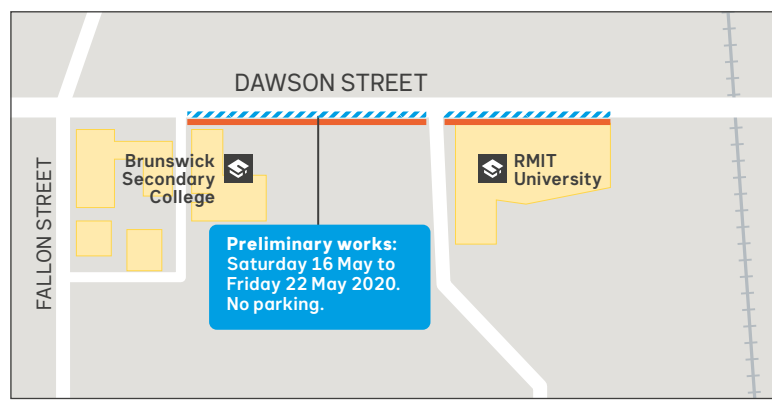 DAWSON STREET
FALLON STREET
Brunswick
Secondary
College
RMIT
University
Preliminary works:
Saturday 16 May to
Friday 22 May 2020.
No parking.